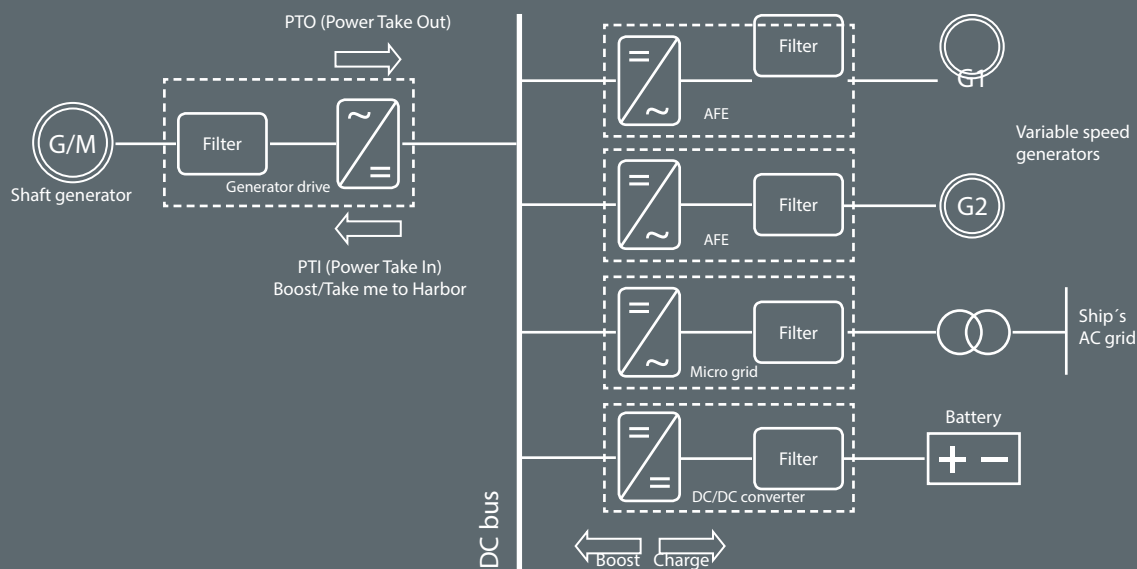 PTO (Power Take Out)
G/M
Shaft generator
Filter
~
=
Generator drive
PTI (Power Take In)
Boost/Take me to Harbor
DC bus
=
~
AFE
Filter
G1
Variable speed
generators
=
~
AFE
Filter
G2
=
~
Micro grid
Filter
Ship´s
AC grid
=
=
DC/DC converter
Filter
Battery
+ −
Boost
Charge